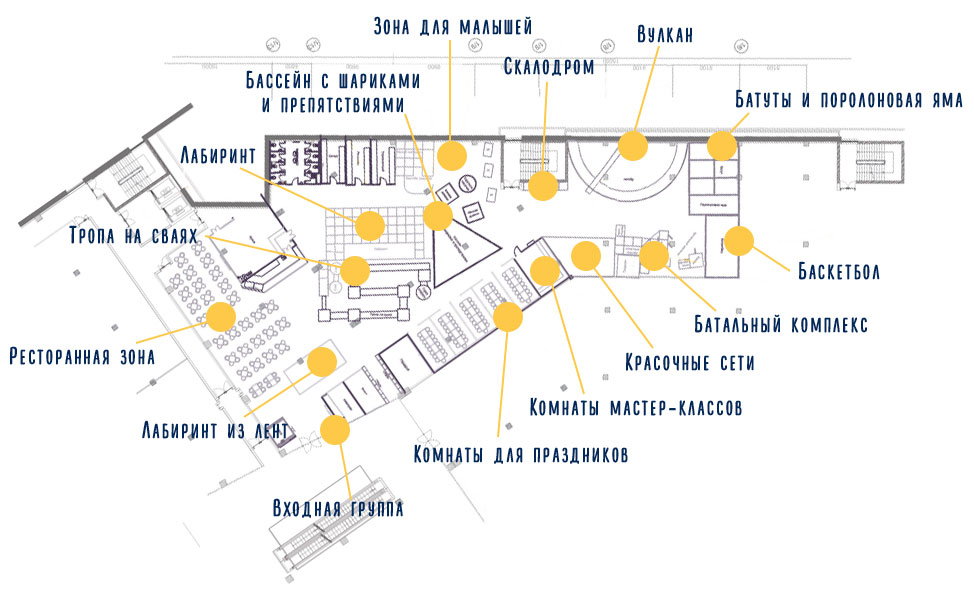 Зона для малышей
Вулкан
Скалодром
Бассейн с шариками
и препятствиями
Батуты и поролоновая яма
Лабиринт
Тропа на сваях
Баскетбол
Батальный комплекс
Ресторанная зона
Красочные сети
Комнаты мастер-классов
Лабиринт из лент
Комнаты для праздников
Входная группа